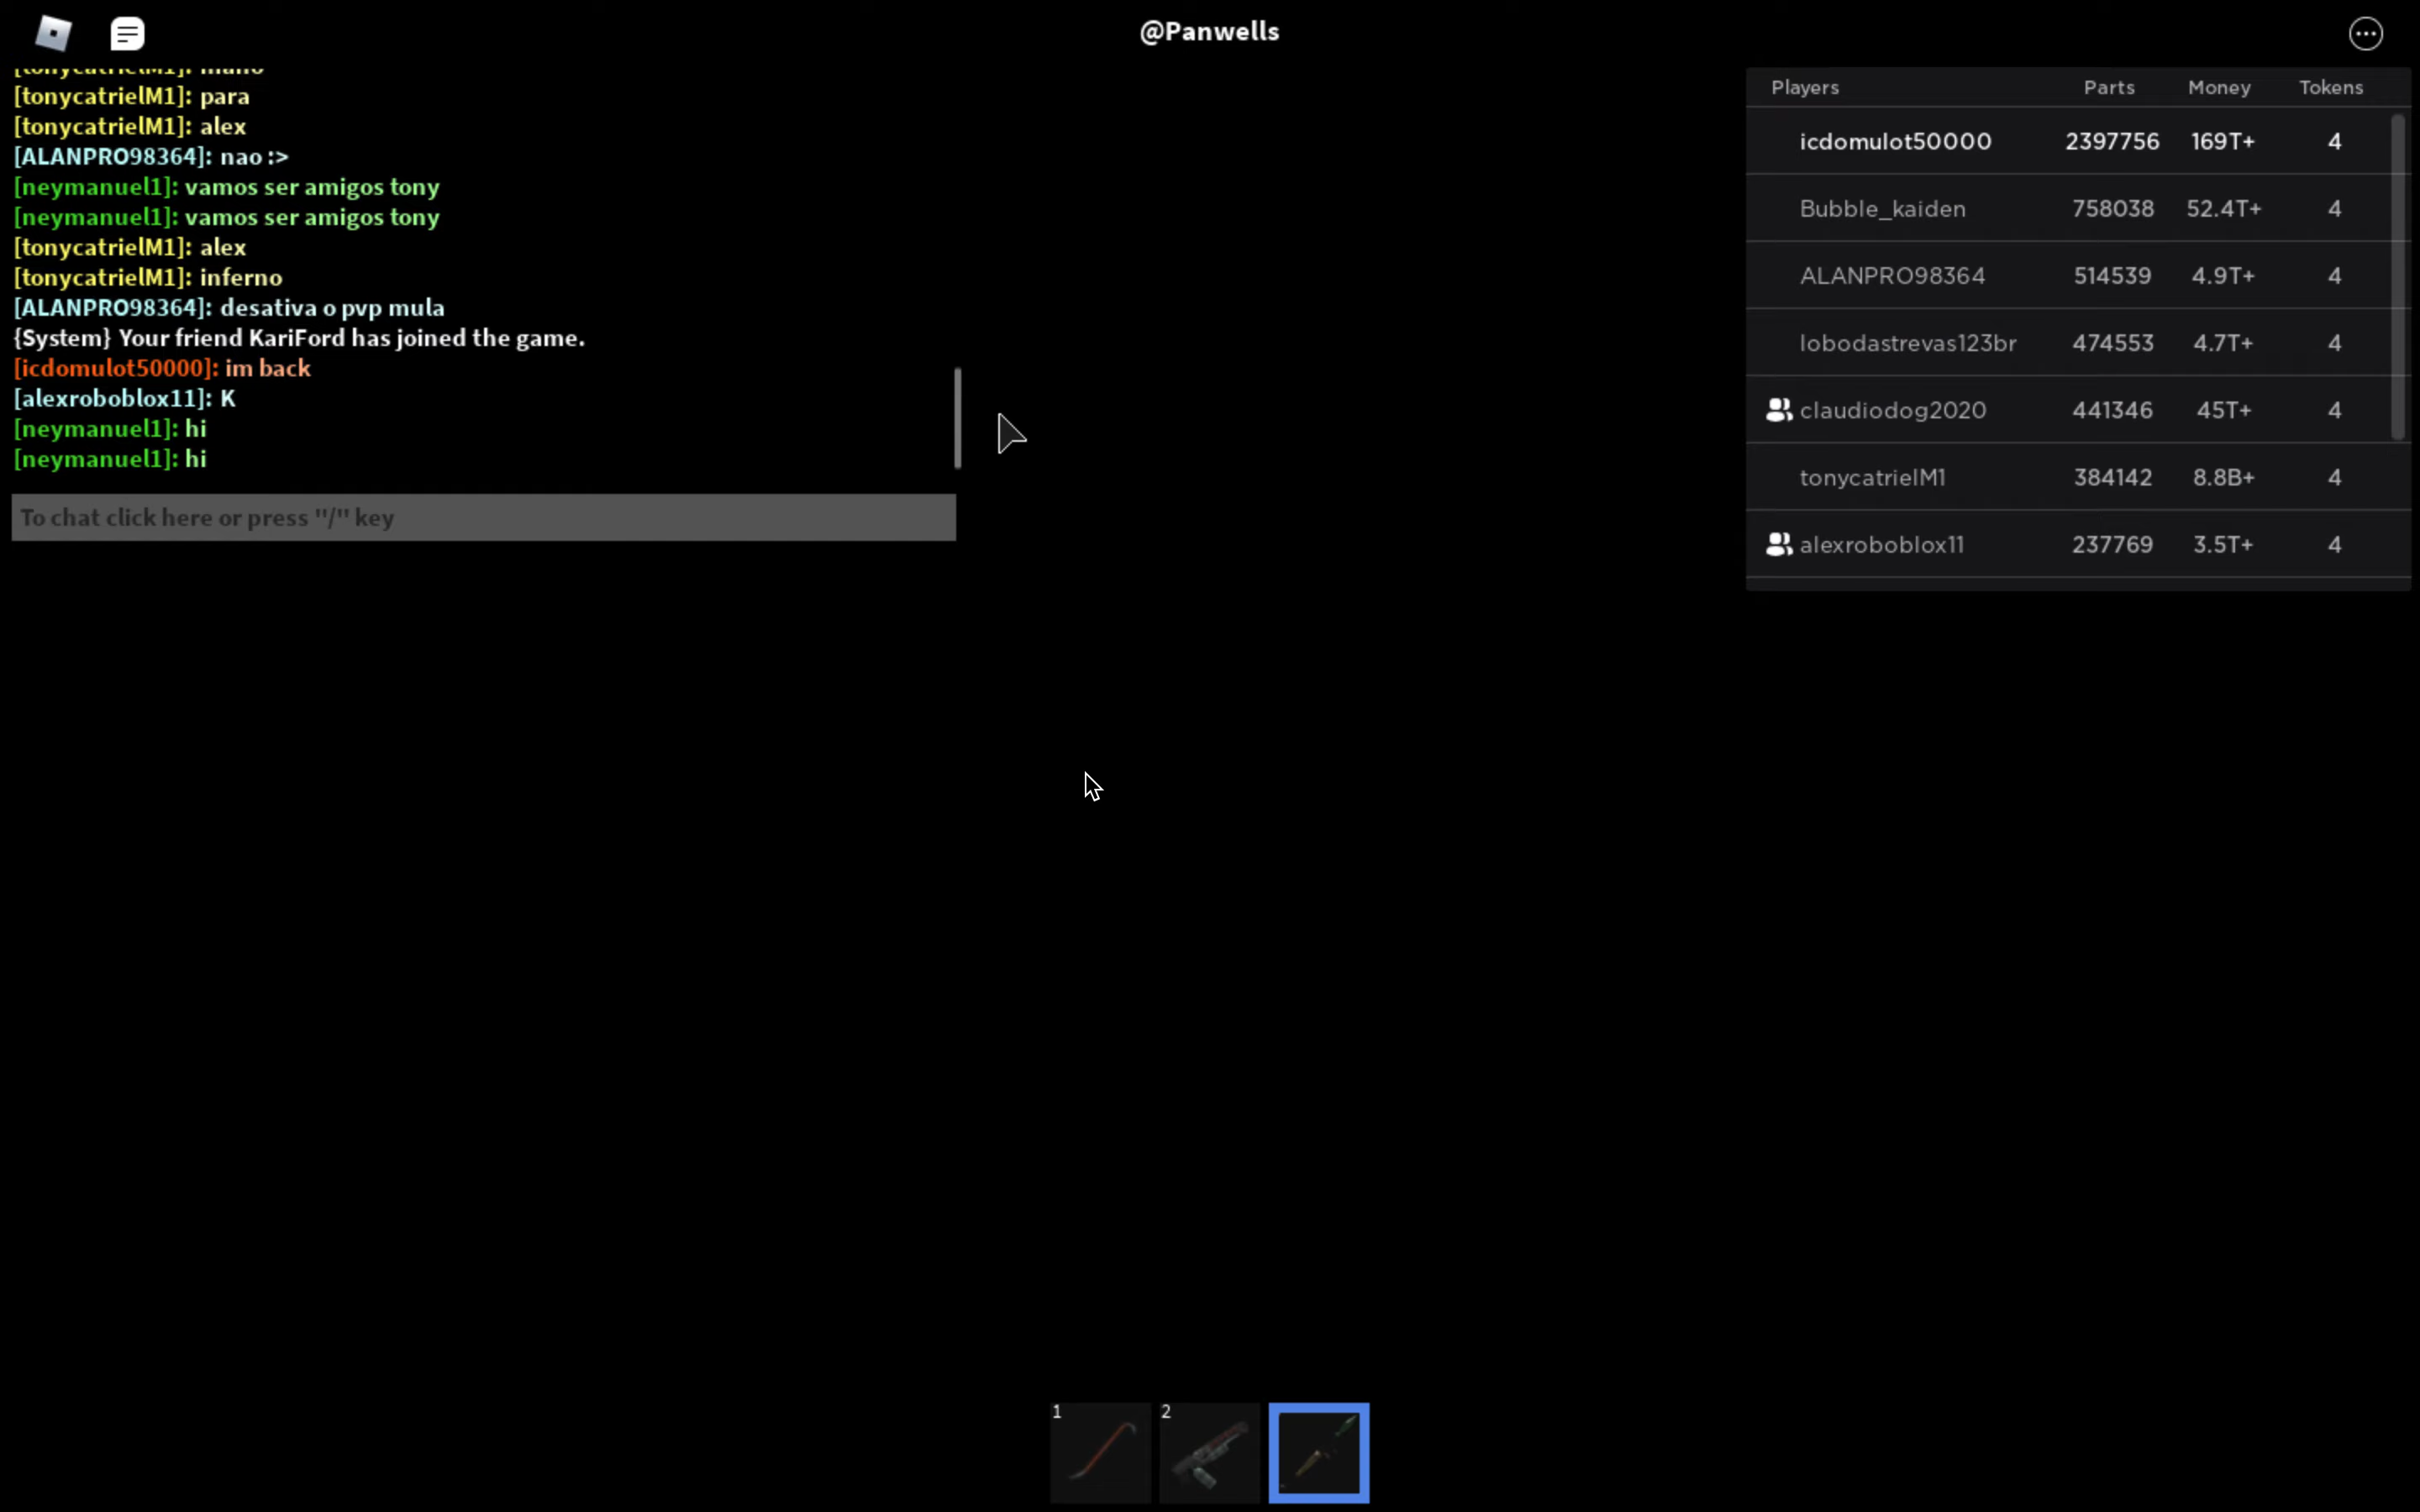 @Panwells
[tonycatrielM1]: mano
[tonycatrielM1]: para
[tonycatrielM1]: alex
[ALANPRO98364]: nao :>
[neymanuel1]: vamos ser amigos tony
[neymanuel1]: vamos ser amigos tony
[tonycatrielM1]: alex
[tonycatrielM1]: inferno
[ALANPRO98364]: desativa o pvp mula
{System} Your friend KariFord has joined the game.
[icdomulot50000]: im back
[alexroboblox11]: K
[neymanuel1]: hi
[neymanuel1]: hi
To chat click here or press "/" key
Players Parts Money Tokens
icdomulot50000 2397756 169T+ 4
Bubble_kaiden 758038 52.4T+ 4
ALANPRO98364 514539 4.9T+ 4
lobodastrevas123br 474553 4.7T+ 4
claudiodog2020 441346 45T+ 4
tonycatrielM1 384142 8.8B+ 4
alexroboblox11 237769 3.5T+ 4
1 2